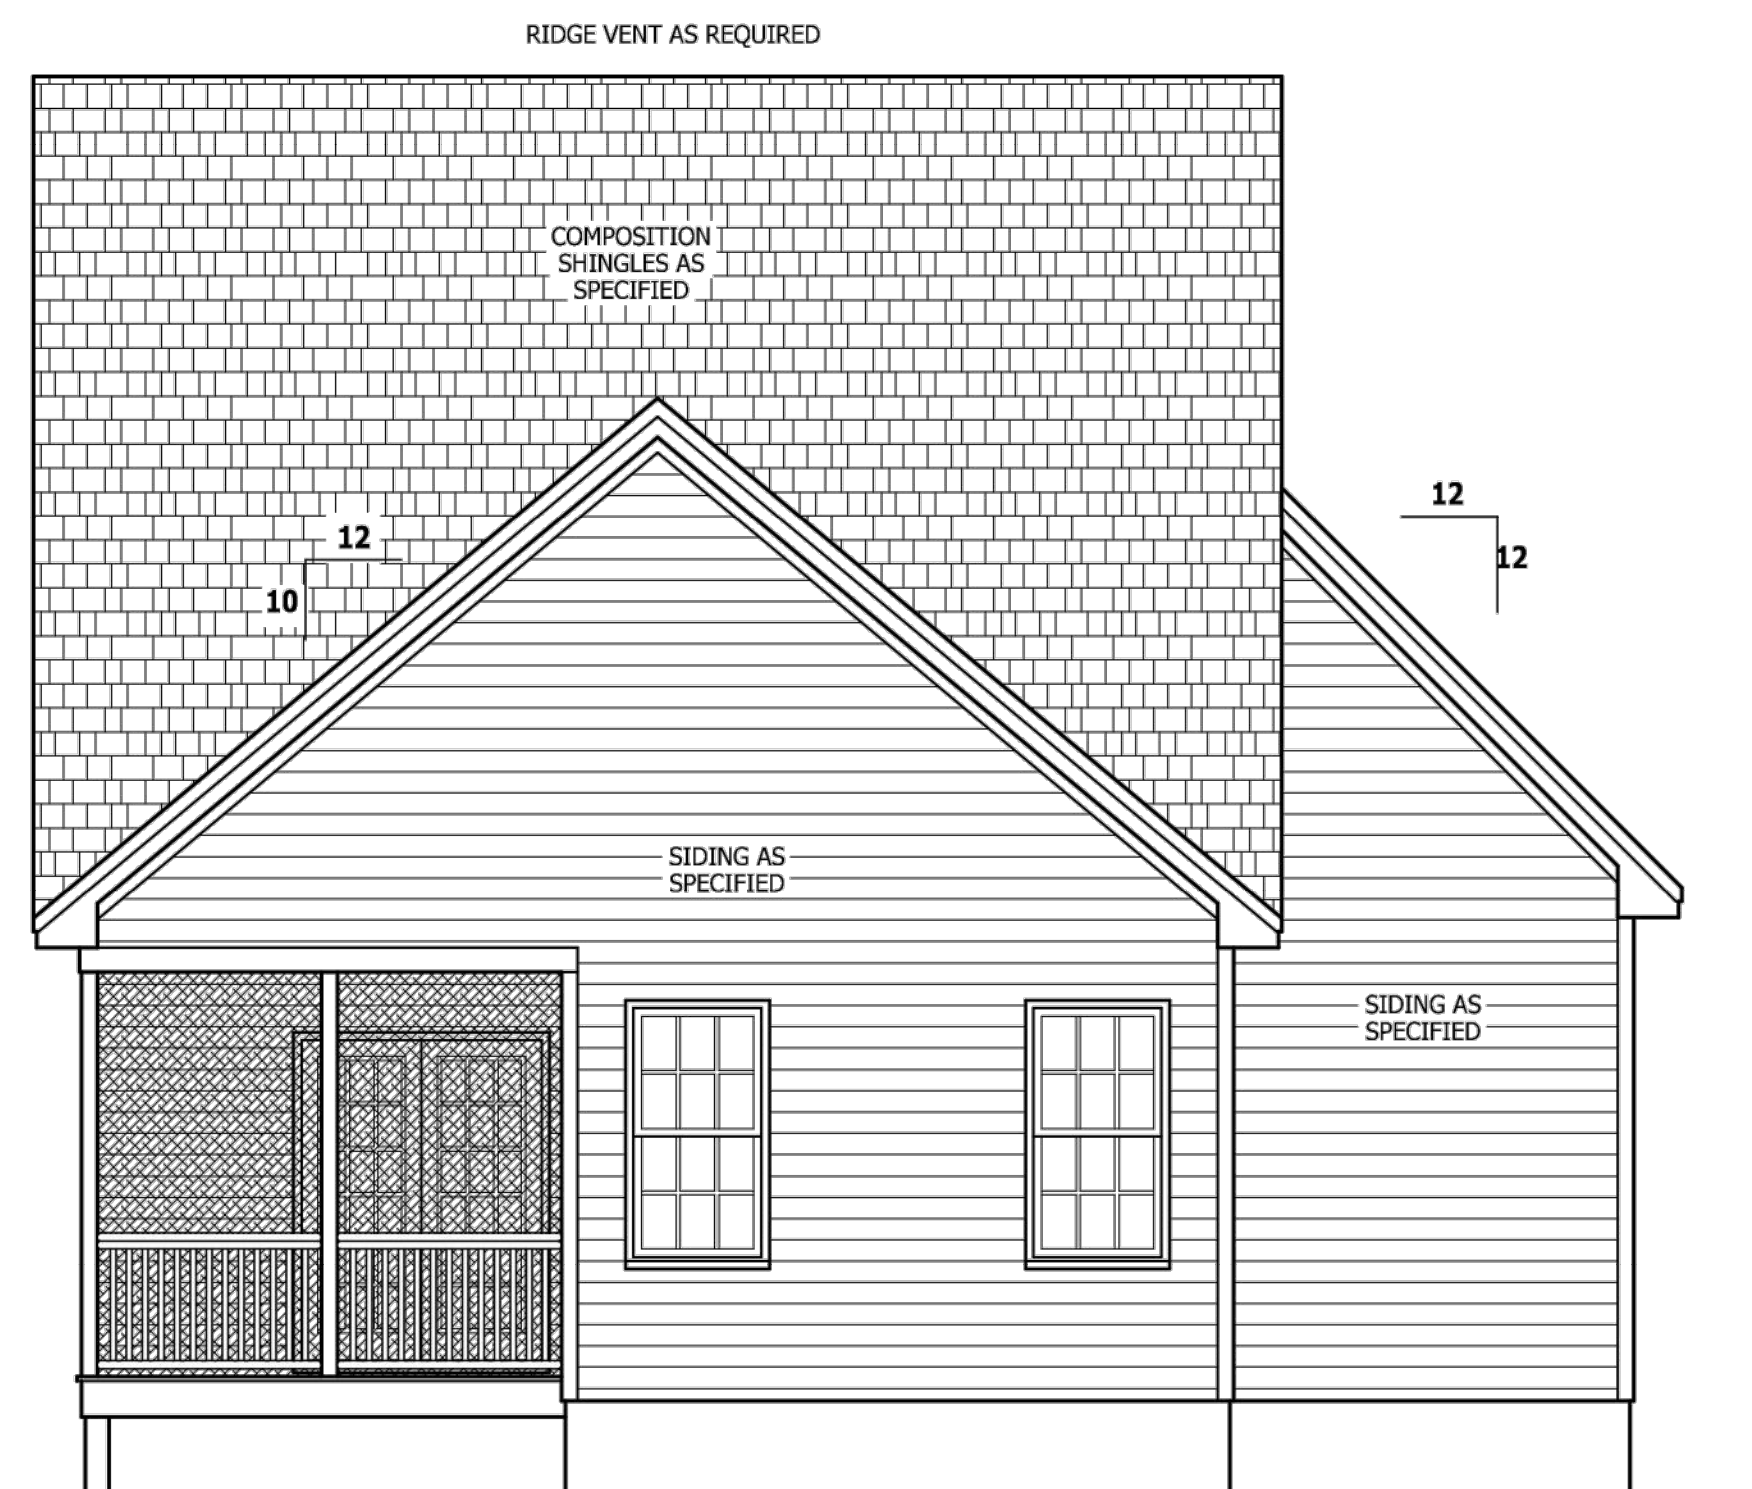 RIDGE VENT AS REQUIRED
COMPOSITION
SHINGLES AS
SPECIFIED
12
10
12
12
SIDING AS
SPECIFIED
SIDING AS
SPECIFIED